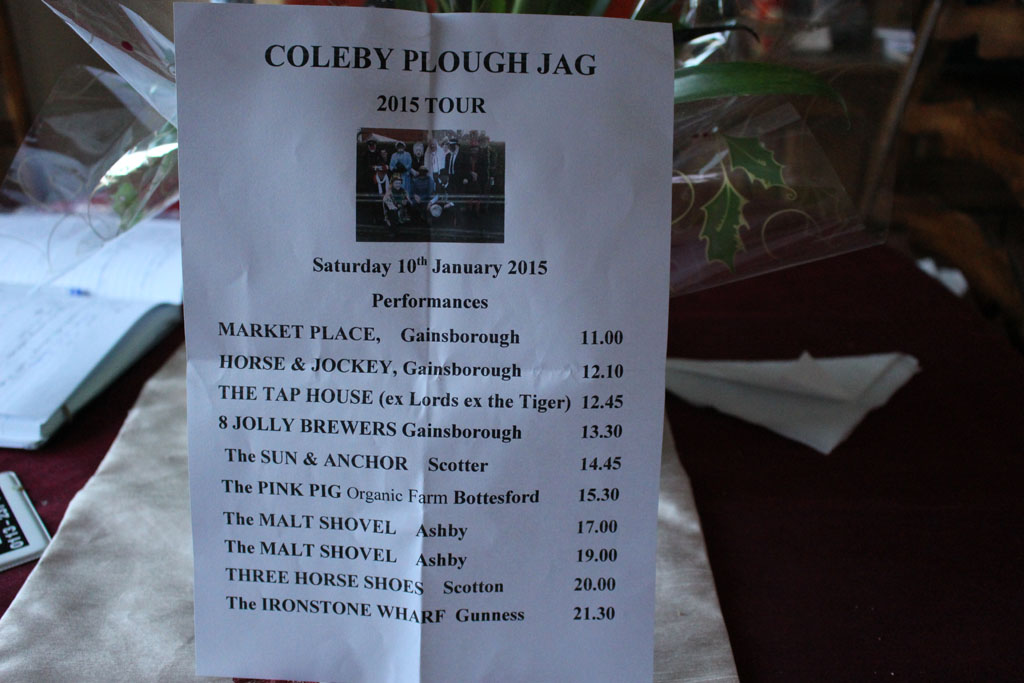 COLEBY PLOUGH JAG
2015 TOUR
Saturday 10th January 2015
Performances
MARKET PLACE, Gainsborough 11.00
HORSE & JOCKEY, Gainsborough 12.10
THE TAP HOUSE (ex Lords ex the Tiger) 12.45
8 JOLLY BREWERS Gainsborough 13.30
The SUN & ANCHOR Scotter 14.45
The PINK PIG Organic Farm Bottesford 15.30
The MALT SHOVEL Ashby 17.00
The MALT SHOVEL Ashby 19.00
THREE HORSE SHOES Scotton 20.00
The IRONSTONE WHARF Gunness 21.30